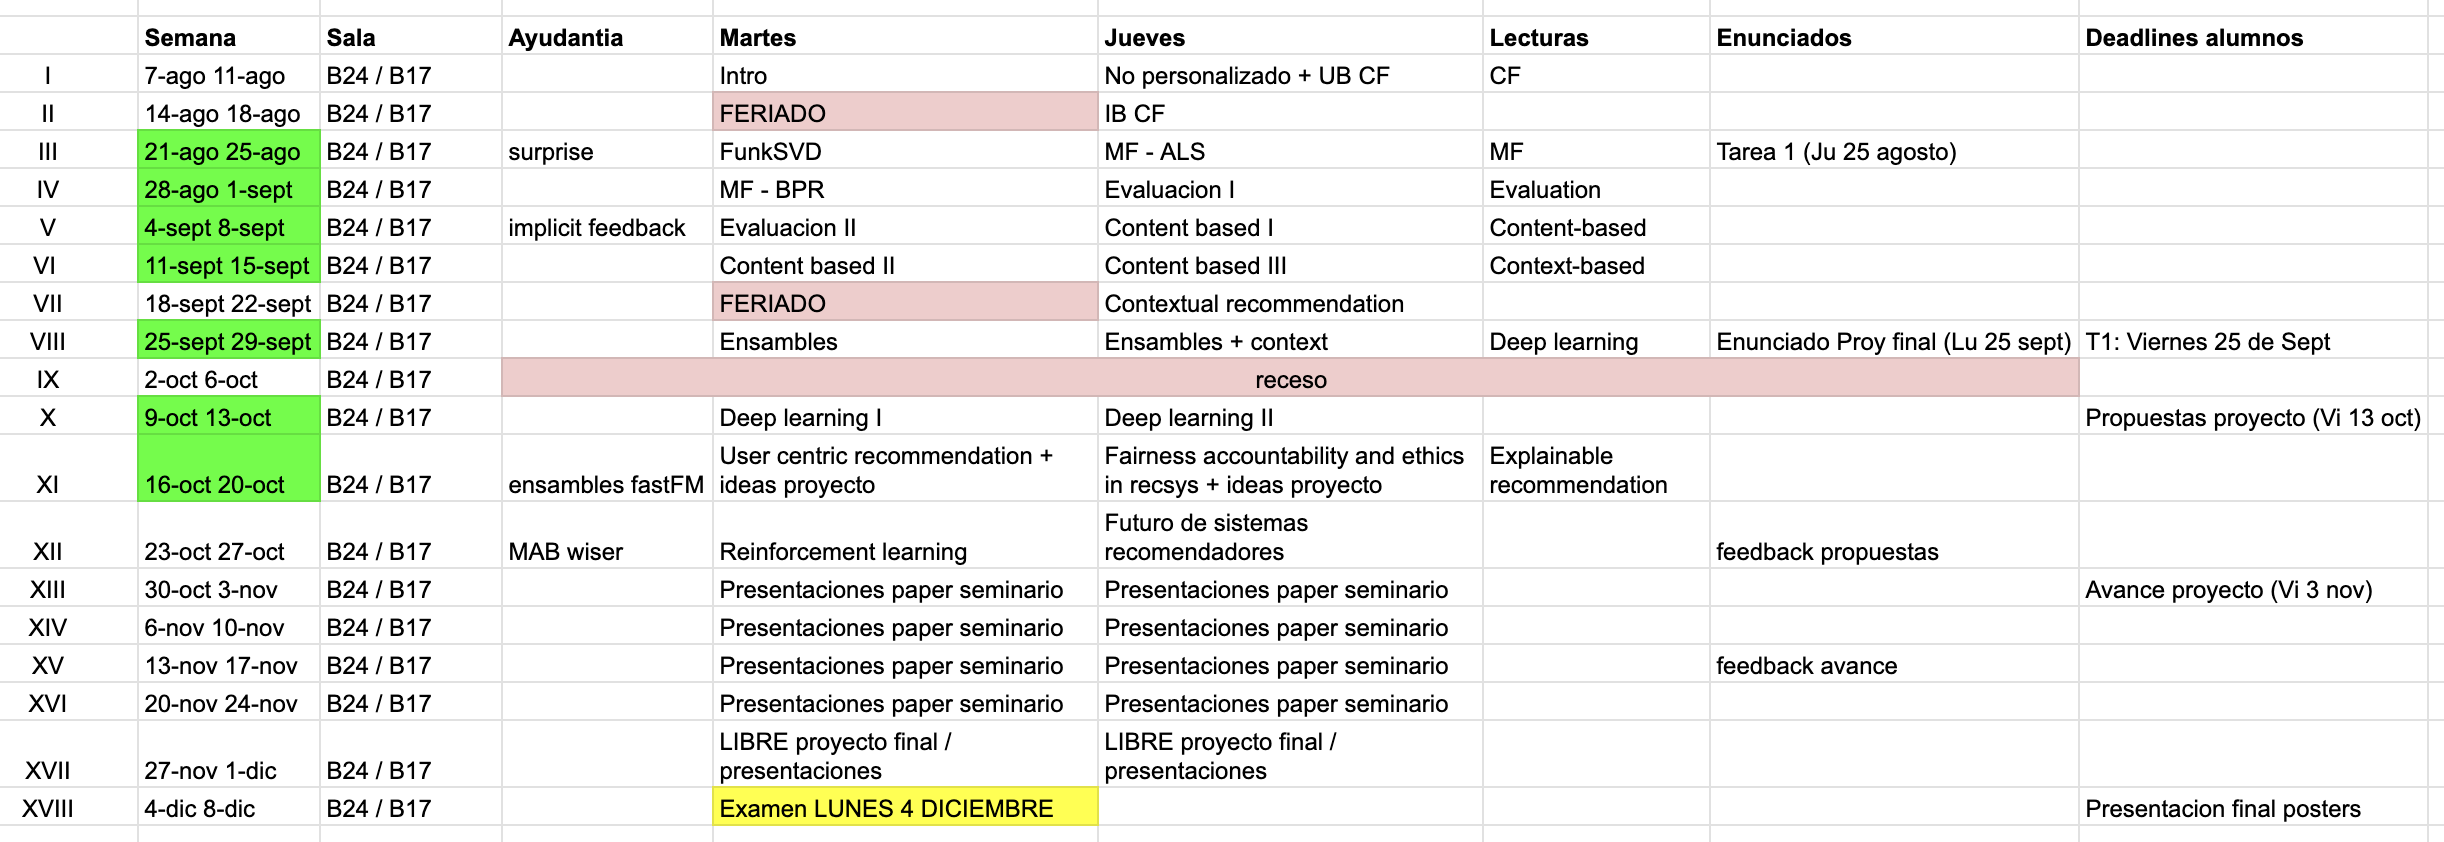 Semana Sala Ayudantia Martes Jueves Lecturas Enunciados Deadlines alumnos
I 7-ago 11-ago B24 / B17 Intro No personalizado + UB CF CF
II 14-ago 18-ago B24 / B17 FERIADO IB CF
III 21-ago 25-ago B24 / B17 surprise FunkSVD MF - ALS MF Tarea 1 (Ju 25 agosto)
IV 28-ago 1-sept B24 / B17 MF - BPR Evaluacion I Evaluation
V 4-sept 8-sept B24 / B17 implicit feedback Evaluacion II Content based I Content-based
VI 11-sept 15-sept B24 / B17 Content based II Content based III Context-based
VII 18-sept 22-sept B24 / B17 FERIADO Contextual recommendation
VIII 25-sept 29-sept B24 / B17 Ensambles Ensambles + context Deep learning Enunciado Proy final (Lu 25 sept) T1: Viernes 25 de Sept
IX 2-oct 6-oct B24 / B17 receso
X 9-oct 13-oct B24 / B17 Deep learning I Deep learning II Propuestas proyecto (Vi 13 oct)
User centric recommendation + Fairness accountability and ethics Explainable
XI 16-oct 20-oct B24 / B17 ensambles fastFM ideas proyecto in recsys + ideas proyecto recommendation
Futuro de sistemas
XII 23-oct 27-oct B24 / B17 MAB wiser Reinforcement learning recomendadores feedback propuestas
XIII 30-oct 3-nov B24 / B17 Presentaciones paper seminario Presentaciones paper seminario Avance proyecto (Vi 3 nov)
XIV 6-nov 10-nov B24 / B17 Presentaciones paper seminario Presentaciones paper seminario
XV 13-nov 17-nov B24 / B17 Presentaciones paper seminario Presentaciones paper seminario feedback avance
XVI 20-nov 24-nov B24 / B17 Presentaciones paper seminario Presentaciones paper seminario
LIBRE proyecto final / LIBRE proyecto final /
XVII 27-nov 1-dic B24 / B17 presentaciones presentaciones
XVIII 4-dic 8-dic B24 / B17 Examen LUNES 4 DICIEMBRE Presentacion final posters